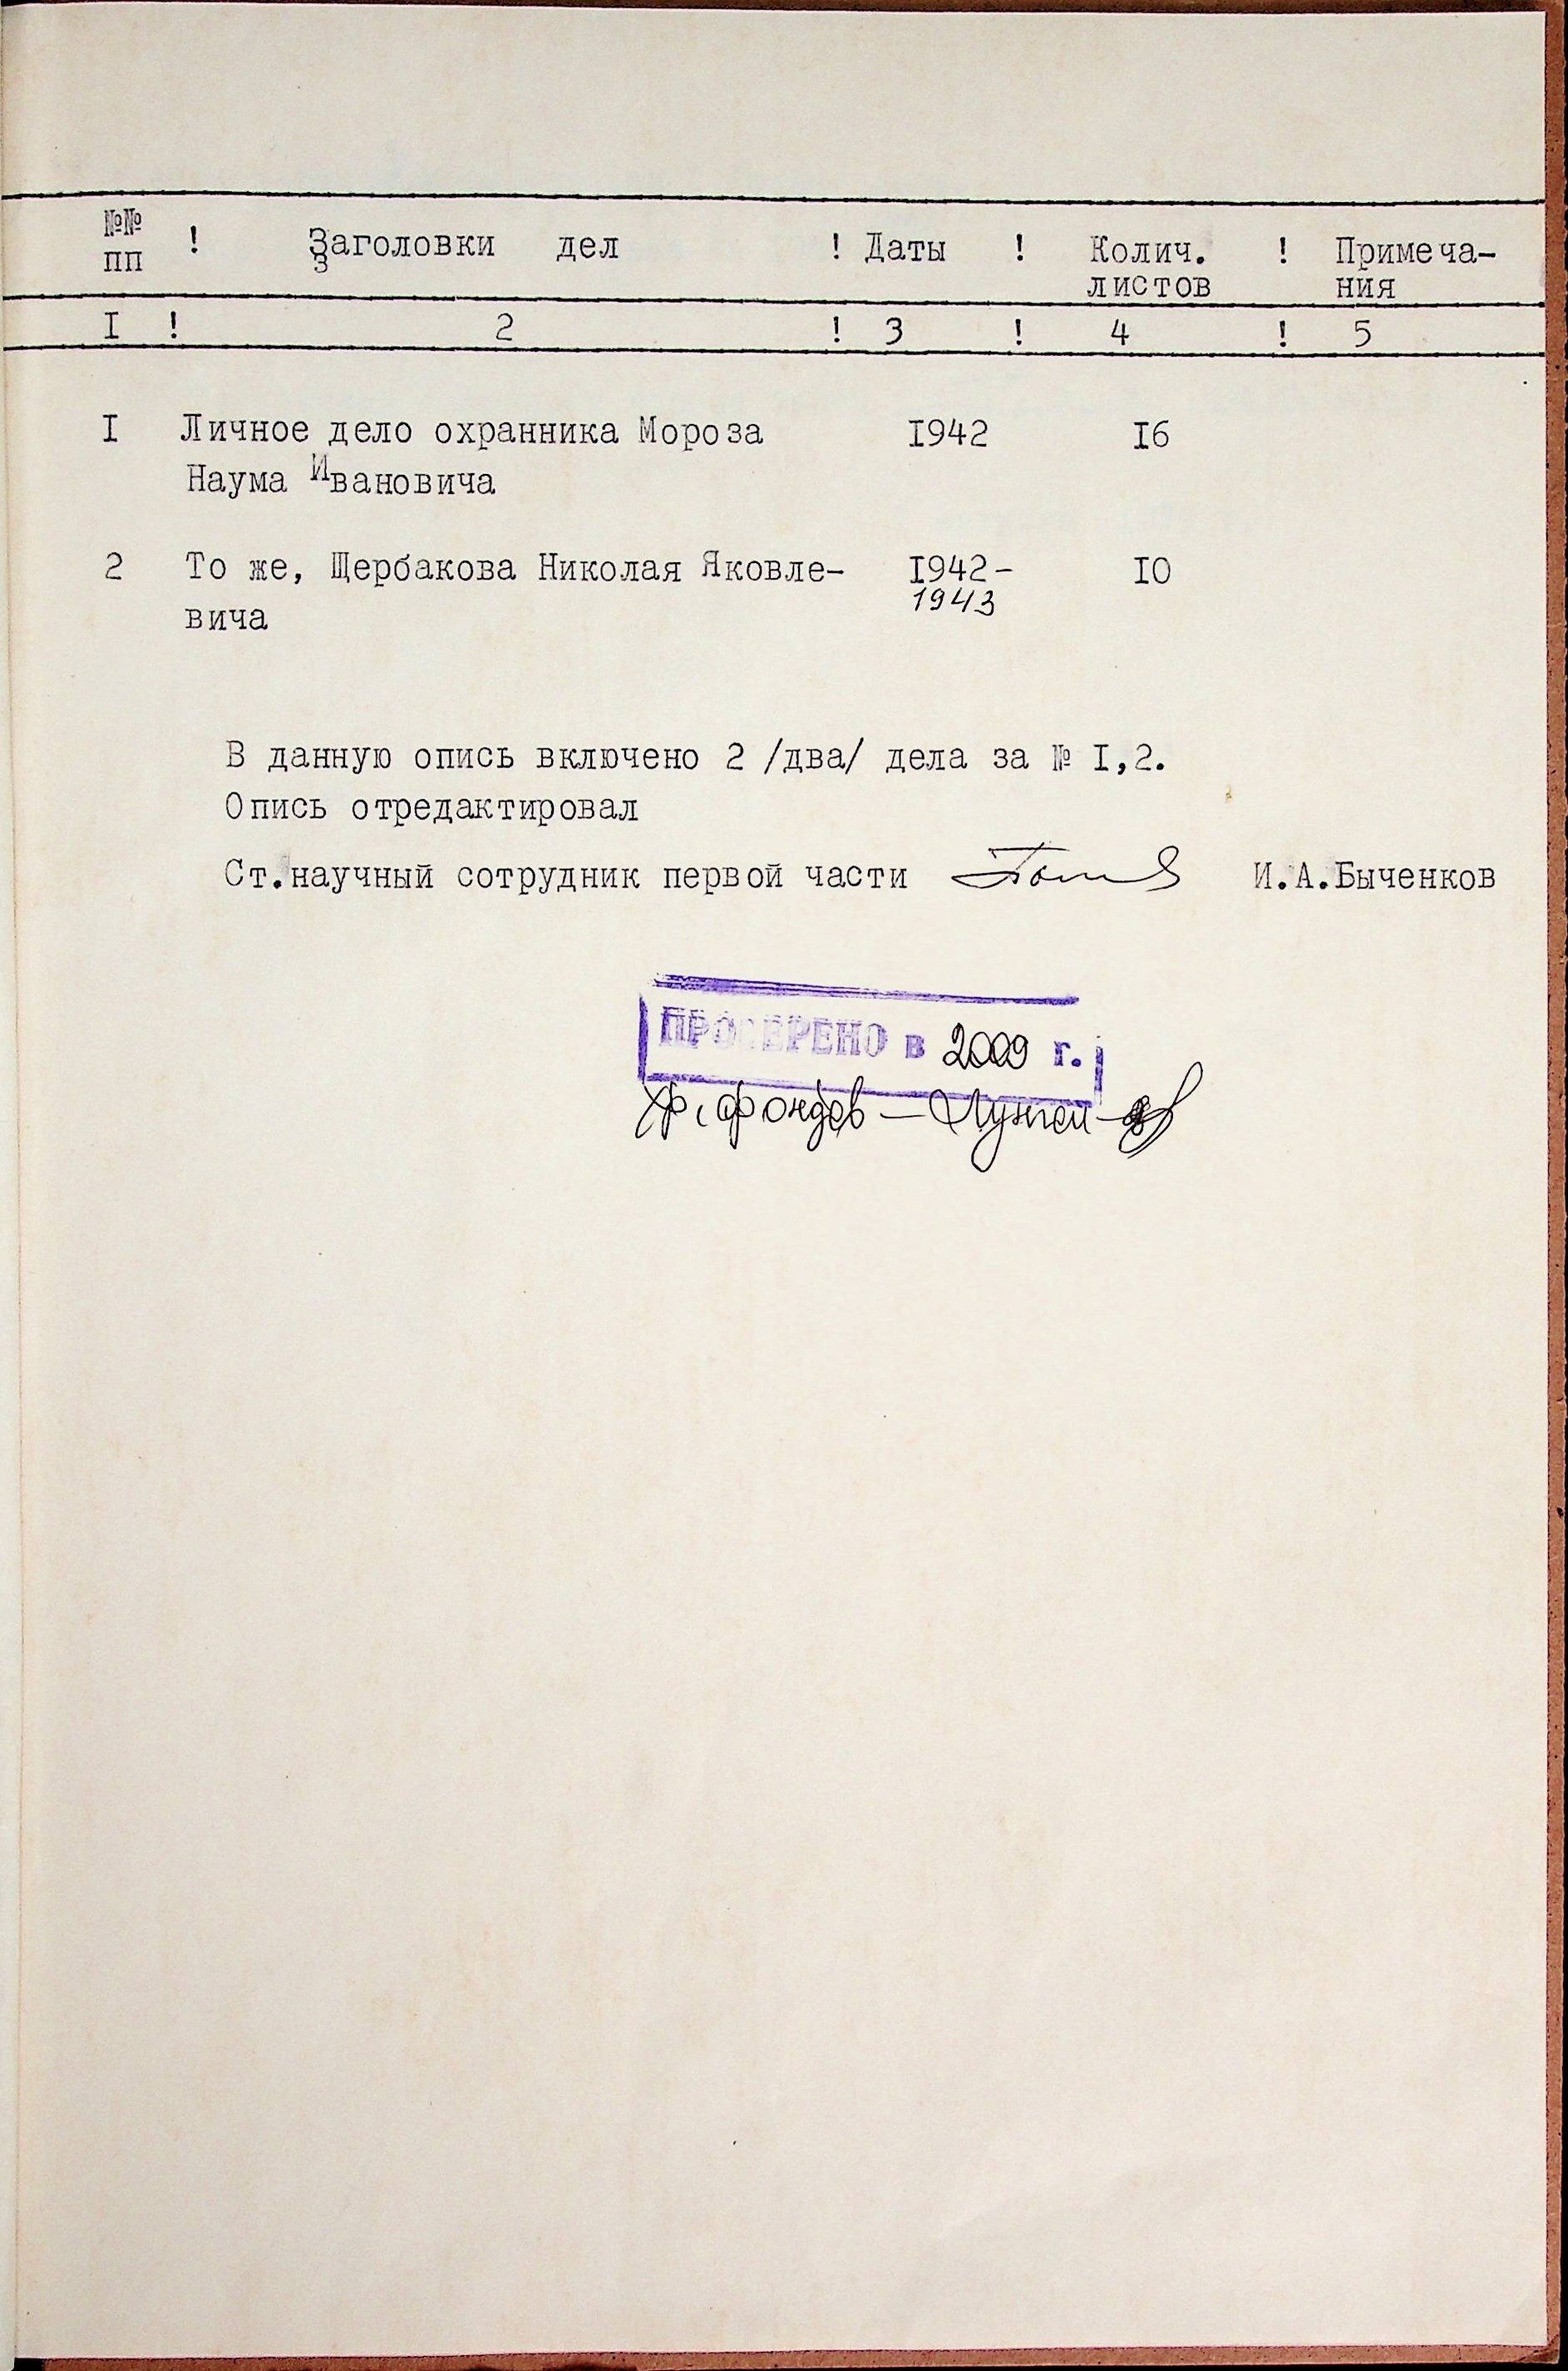 №№ ! Заголовки дел ! Даты ! Колич. ! Примеча-
пп листов ния
I ! 2 ! 3 ! 4 ! 5
I Личное дело охранника Мороза 1942 16
Наума Ивановича
2 То же, Щербакова Николая Яковле- 1942- 10
вича 1943
В данную опись включено 2 /два/ дела за № I,2.
Опись отредактировал
Ст.научный сотрудник первой части И.А.Быченков
ПРОВЕРЕНО в 2009 г.
хр. фондов —